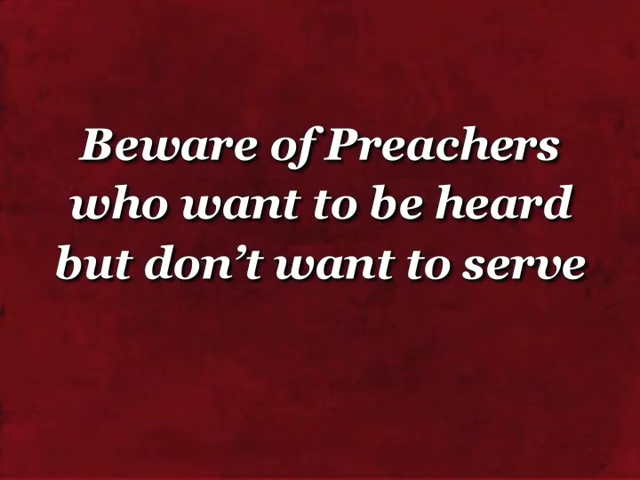 Beware of Preachers
who want to be heard
but don’t want to serve